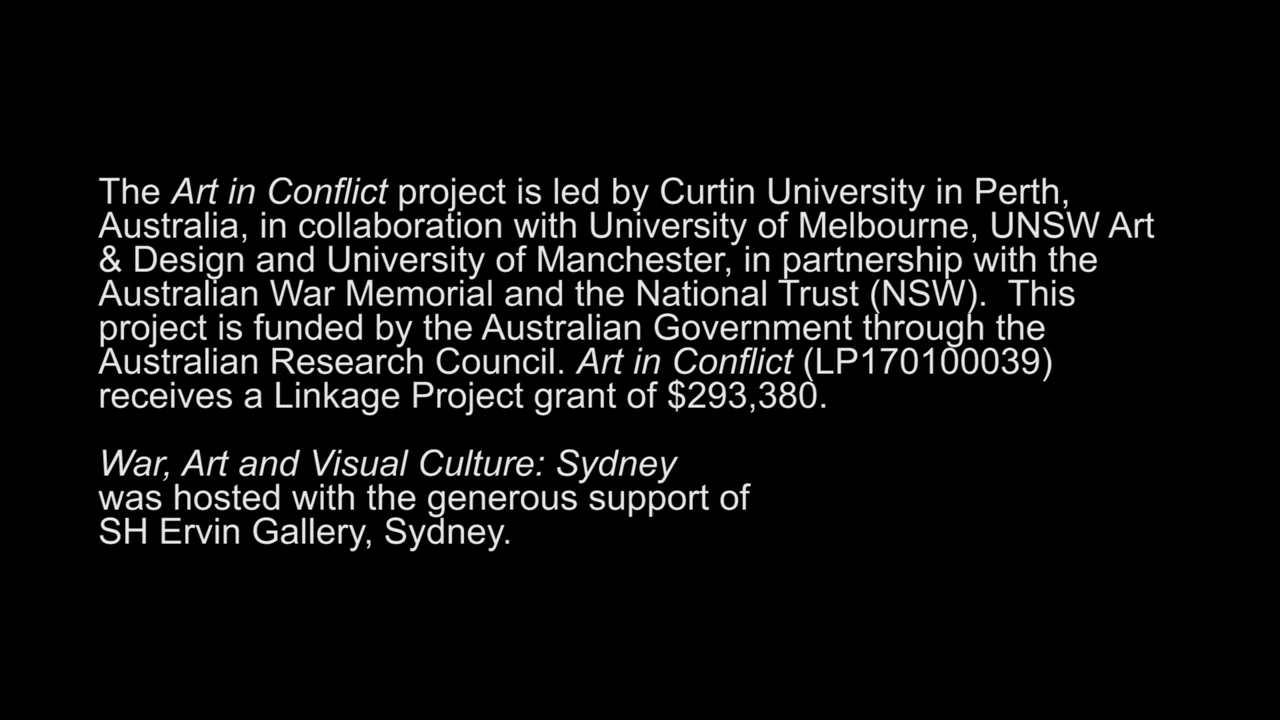 The Art in Conflict project is led by Curtin University in Perth,
Australia, in collaboration with University of Melbourne, UNSW Art
& Design and University of Manchester, in partnership with the
Australian War Memorial and the National Trust (NSW).  This
project is funded by the Australian Government through the
Australian Research Council. Art in Conflict (LP170100039)
receives a Linkage Project grant of $293,380.

War, Art and Visual Culture: Sydney
was hosted with the generous support of
SH Ervin Gallery, Sydney.